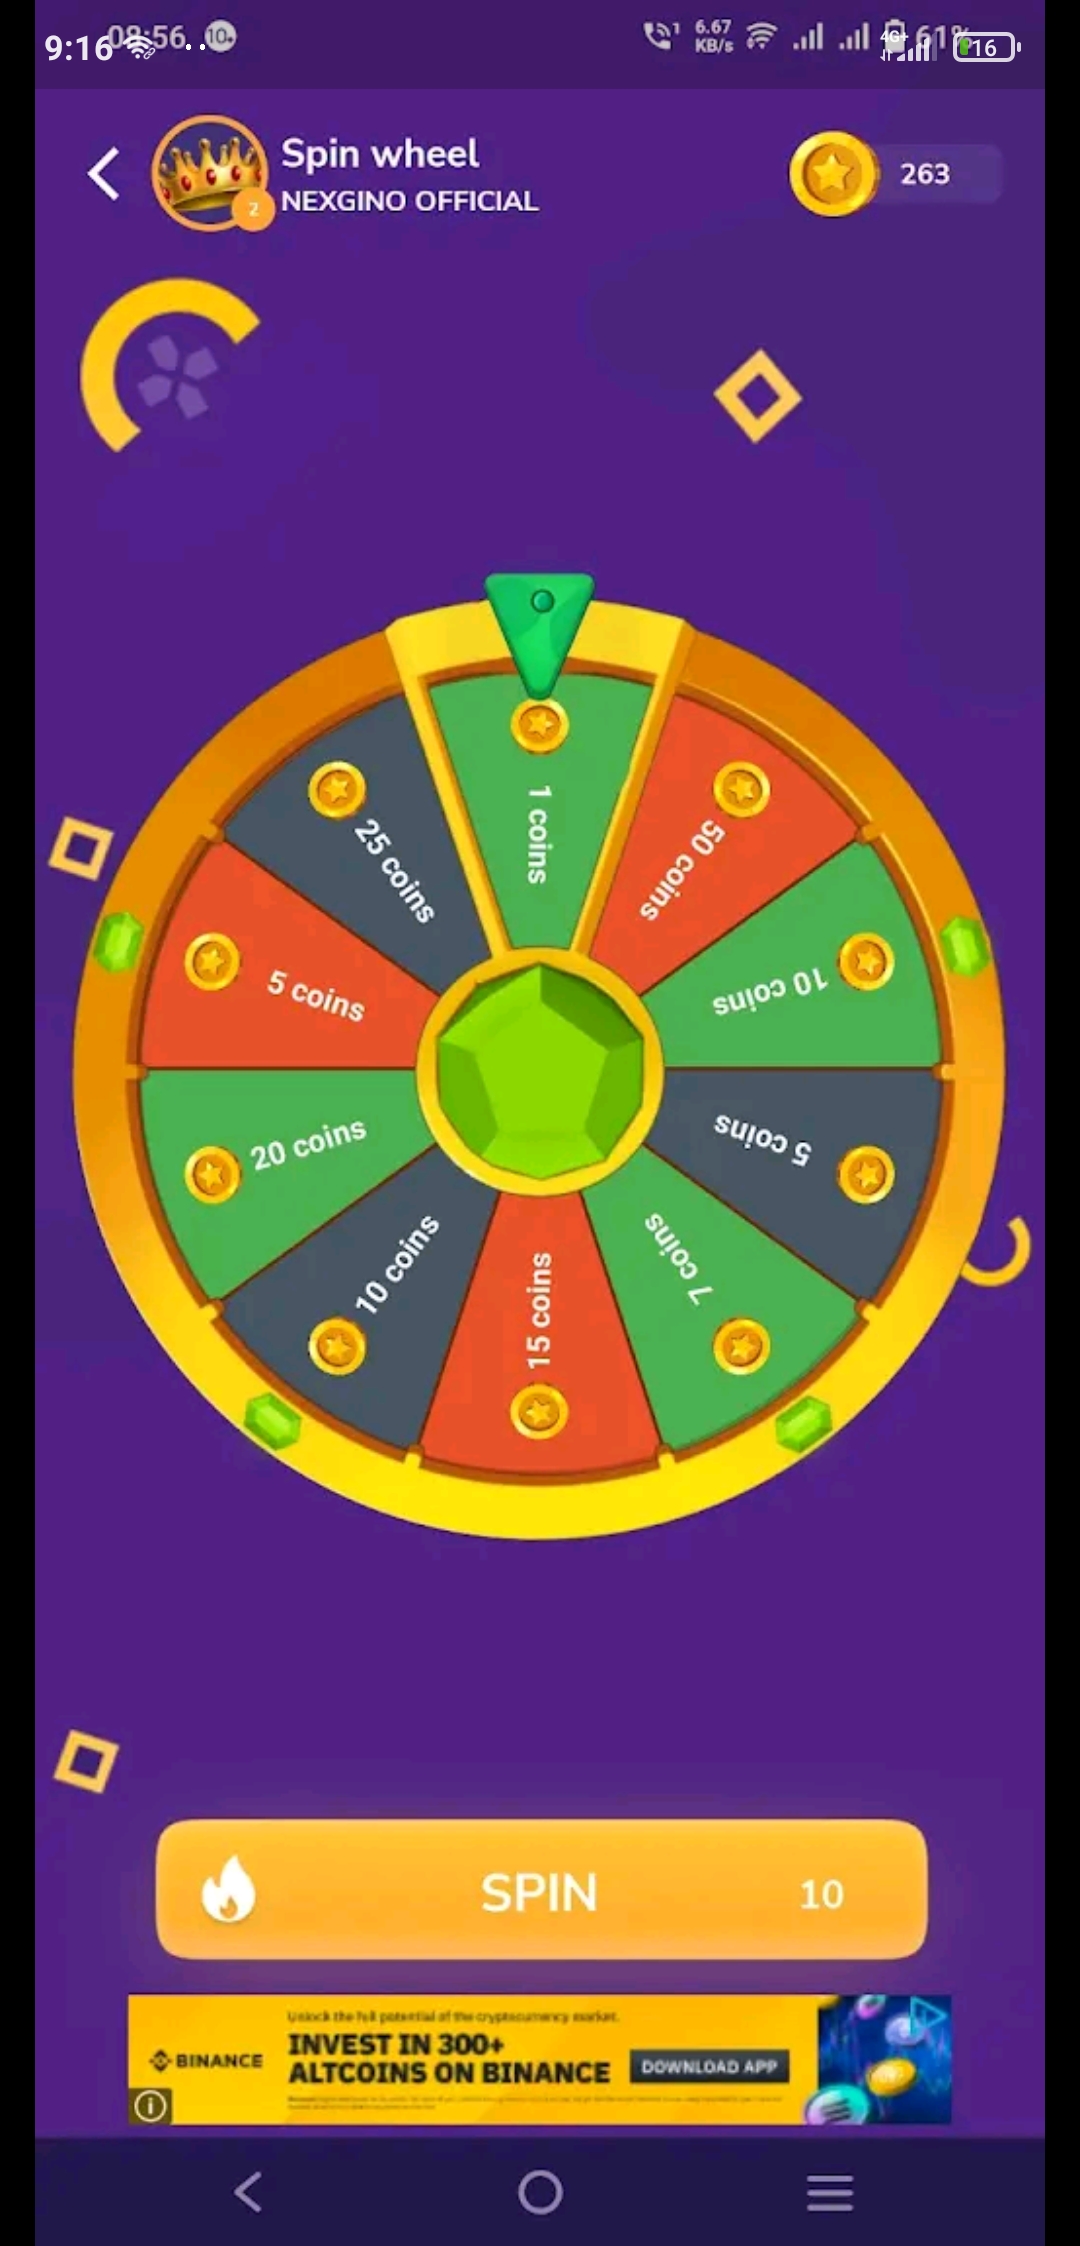 9:16
08:56
10+
6.67
KB/s
4G+
61%
16
Spin wheel
NEXGINO OFFICIAL
2
263
1 coins
50 coins
10 coins
5 coins
7 coins
15 coins
10 coins
20 coins
5 coins
25 coins
SPIN
10
Unlock the full potential of the cryptocurrency market.
BINANCE
INVEST IN 300+
ALTCOINS ON BINANCE
DOWNLOAD APP